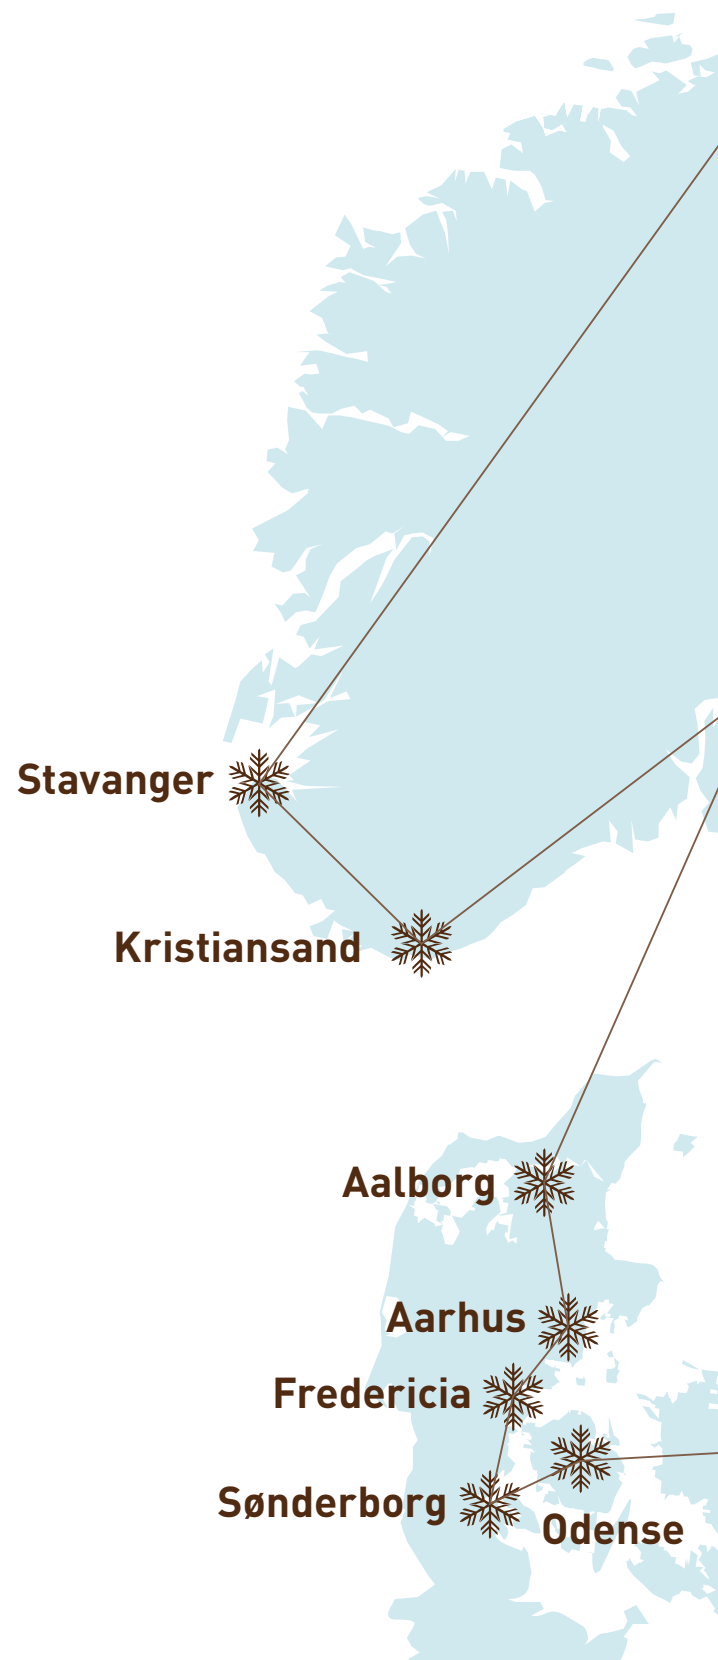 Stavanger
Kristiansand
Aalborg
Aarhus
Fredericia
Sønderborg
Odense